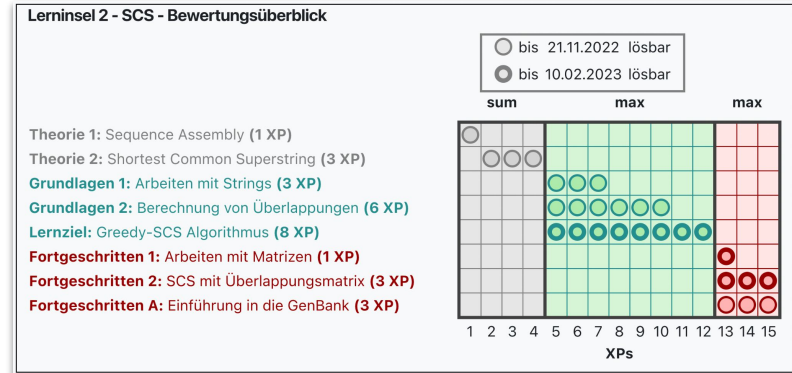 Lerninsel 2 - SCS - Bewertungsüberblick
bis 21.11.2022 lösbar
bis 10.02.2023 lösbar
sum max max
Theorie 1: Sequence Assembly (1 XP)
Theorie 2: Shortest Common Superstring (3 XP)
Grundlagen 1: Arbeiten mit Strings (3 XP)
Grundlagen 2: Berechnung von Überlappungen (6 XP)
Lernziel: Greedy-SCS Algorithmus (8 XP)
Fortgeschritten 1: Arbeiten mit Matrizen (1 XP)
Fortgeschritten 2: SCS mit Überlappungsmatrix (3 XP)
Fortgeschritten A: Einführung in die GenBank (3 XP)
1 2 3 4 5 6 7 8 9 10 11 12 13 14 15
XPs